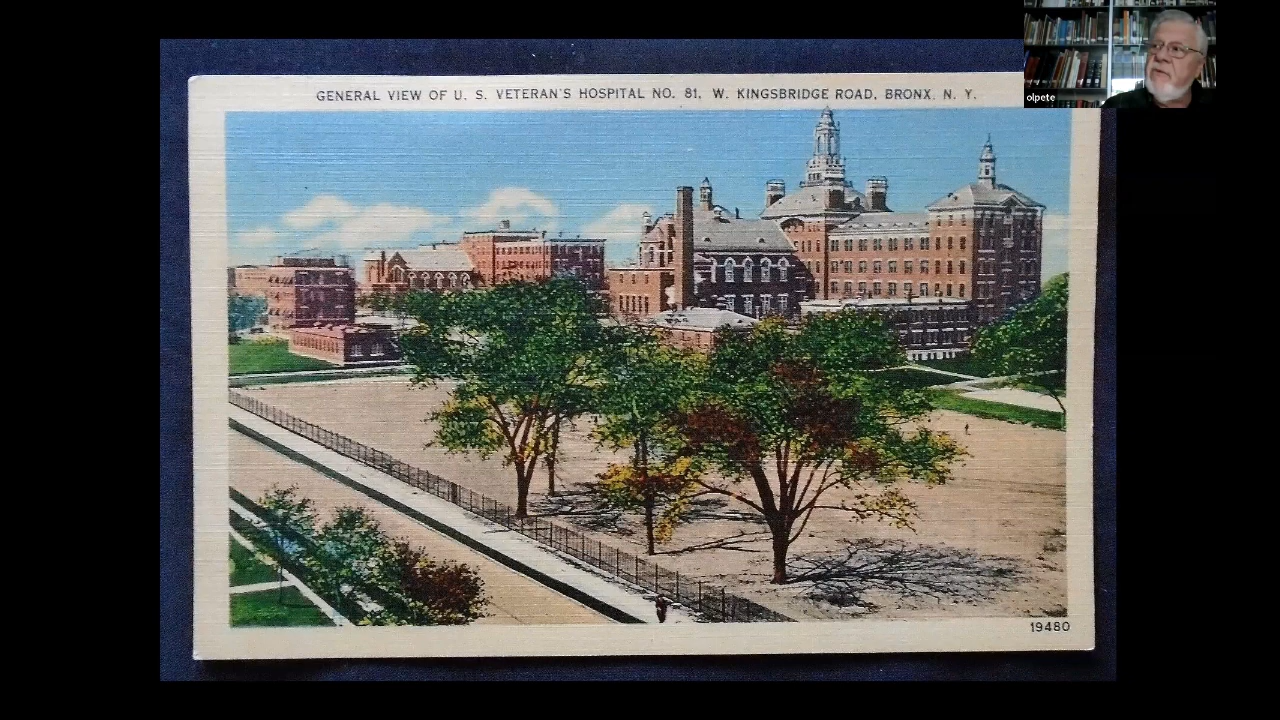 GENERAL VIEW OF U. S. VETERAN'S HOSPITAL NO. 81, W. KINGSBRIDGE ROAD, BRONX, N. Y.
olpete
19480